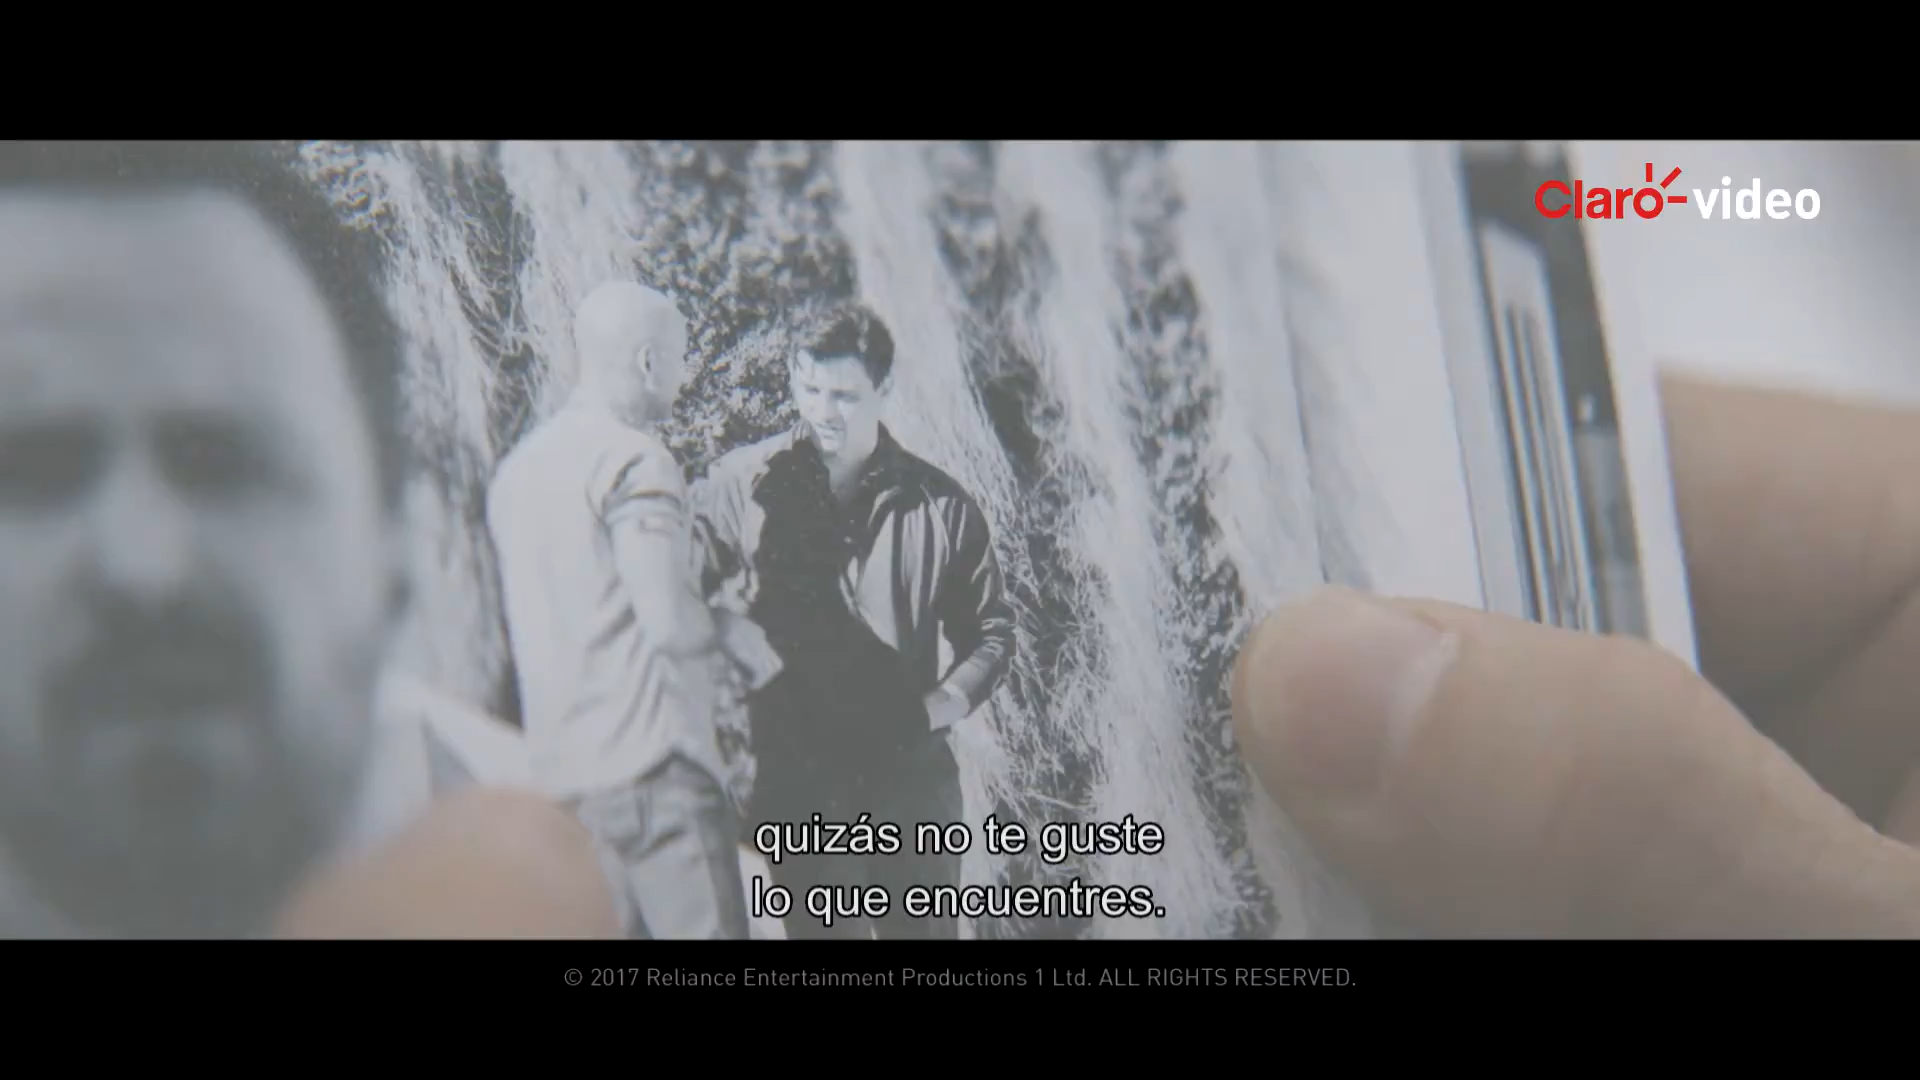 Claro-video
quizás no te guste
lo que encuentres.
© 2017 Reliance Entertainment Productions 1 Ltd. ALL RIGHTS RESERVED.